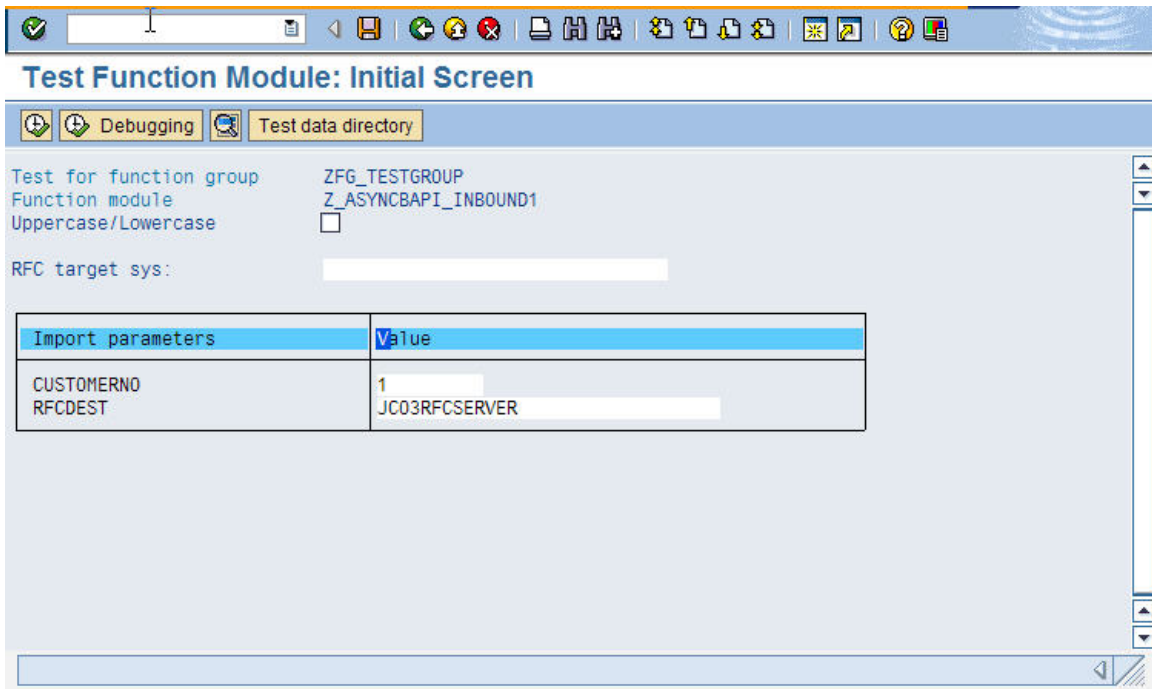 Test Function Module: Initial Screen
Debugging Test data directory
Test for function group ZFG_TESTGROUP
Function module Z_ASYNCBAPI_INBOUND1
Uppercase/Lowercase
RFC target sys:
Import parameters Value
CUSTOMERNO 1
RFCDEST JCO3RFCSERVER